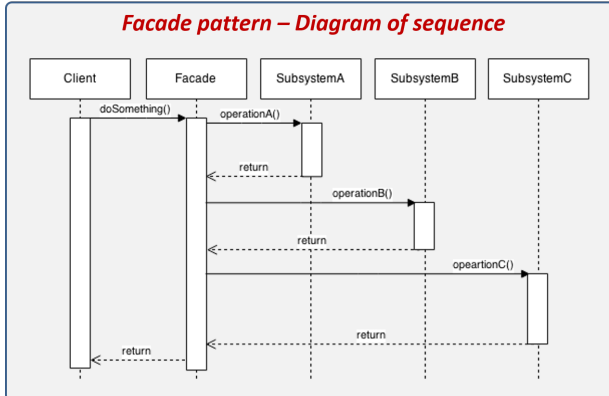 Facade pattern – Diagram of sequence
Client
Facade
SubsystemA
SubsystemB
SubsystemC
doSomething()
operationA()
return
operationB()
return
opeartionC()
return
return